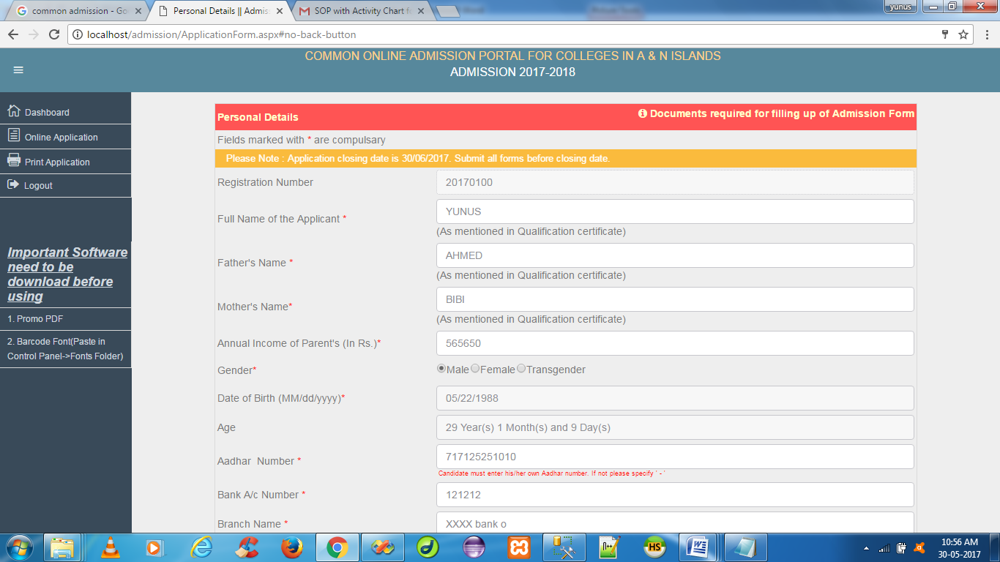 common admission - Go
Personal Details || Admis
SOP with Activity Chart f
yunus
localhost/admission/ApplicationForm.aspx#no-back-button
COMMON ONLINE ADMISSION PORTAL FOR COLLEGES IN A & N ISLANDS
ADMISSION 2017-2018
Dashboard
Online Application
Print Application
Logout
Important Software
need to be
download before
using
1. Promo PDF
2. Barcode Font(Paste in
Control Panel->Fonts Folder)
Personal Details
Documents required for filling up of Admission Form
Fields marked with * are compulsary
Please Note : Application closing date is 30/06/2017. Submit all forms before closing date.
Registration Number 20170100
Full Name of the Applicant * YUNUS
(As mentioned in Qualification certificate)
Father's Name * AHMED
(As mentioned in Qualification certificate)
Mother's Name* BIBI
(As mentioned in Qualification certificate)
Annual Income of Parent's (In Rs.)* 565650
Gender* Male Female Transgender
Date of Birth (MM/dd/yyyy)* 05/22/1988
Age 29 Year(s) 1 Month(s) and 9 Day(s)
Aadhar Number * 717125251010
Candidate must enter his/her own Aadhar number. If not please specify ' - '
Bank A/c Number * 121212
Branch Name * XXXX bank o
N++
HS
W
10:56 AM
30-05-2017